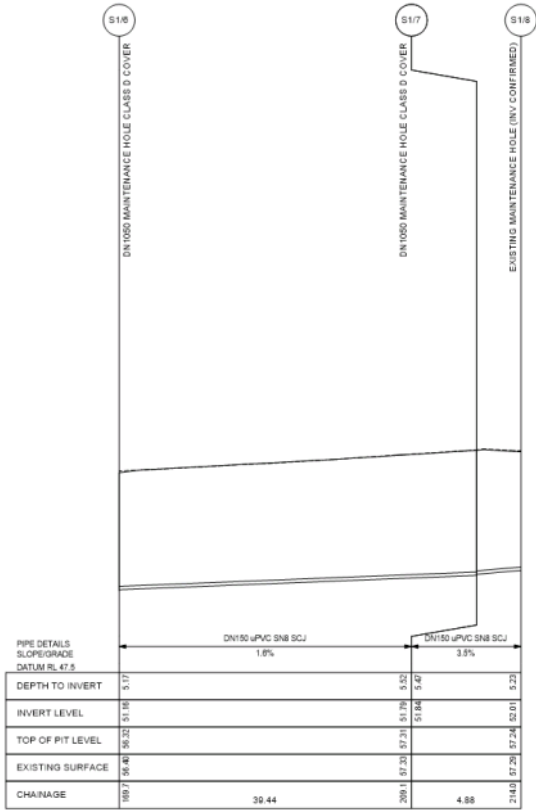 S1/6
S1/7
S1/8
DN1050 MAINTENANCE HOLE CLASS D COVER
DN1050 MAINTENANCE HOLE CLASS D COVER
EXISTING MAINTENANCE HOLE (INV CONFIRMED)
PIPE DETAILS DN150 uPVC SN8 SCJ DN150 uPVC SN8 SCJ
SLOPE/GRADE 1.6% 3.5%
DATUM RL 47.5
DEPTH TO INVERT 5.17 5.52 5.47 5.23
INVERT LEVEL 51.16 51.79 51.84 52.01
TOP OF PIT LEVEL 56.32 57.31 57.24
EXISTING SURFACE 56.40 57.33 57.29
CHAINAGE 169.7 39.44 209.1 4.88 214.0